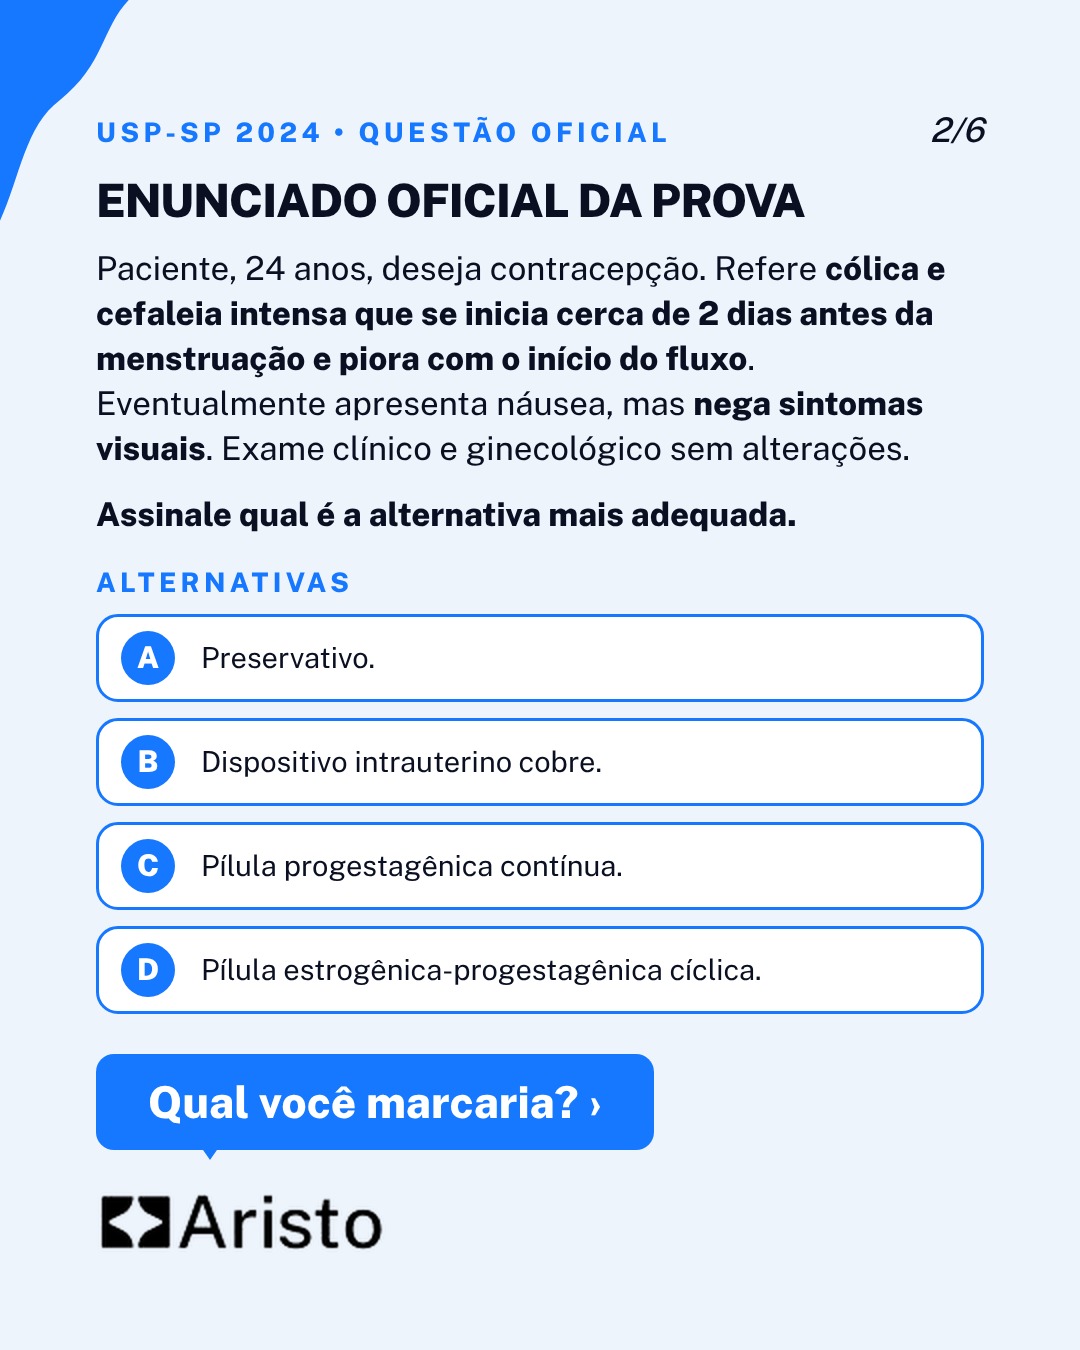 USP-SP 2024 • QUESTÃO OFICIAL
2/6
ENUNCIADO OFICIAL DA PROVA
Paciente, 24 anos, deseja contracepção. Refere cólica e
cefaleia intensa que se inicia cerca de 2 dias antes da
menstruação e piora com o início do fluxo.
Eventualmente apresenta náusea, mas nega sintomas
visuais. Exame clínico e ginecológico sem alterações.
Assinale qual é a alternativa mais adequada.
ALTERNATIVAS
A Preservativo.
B Dispositivo intrauterino cobre.
C Pílula progestagênica contínua.
D Pílula estrogênica-progestagênica cíclica.
Qual você marcaria? ›
Aristo